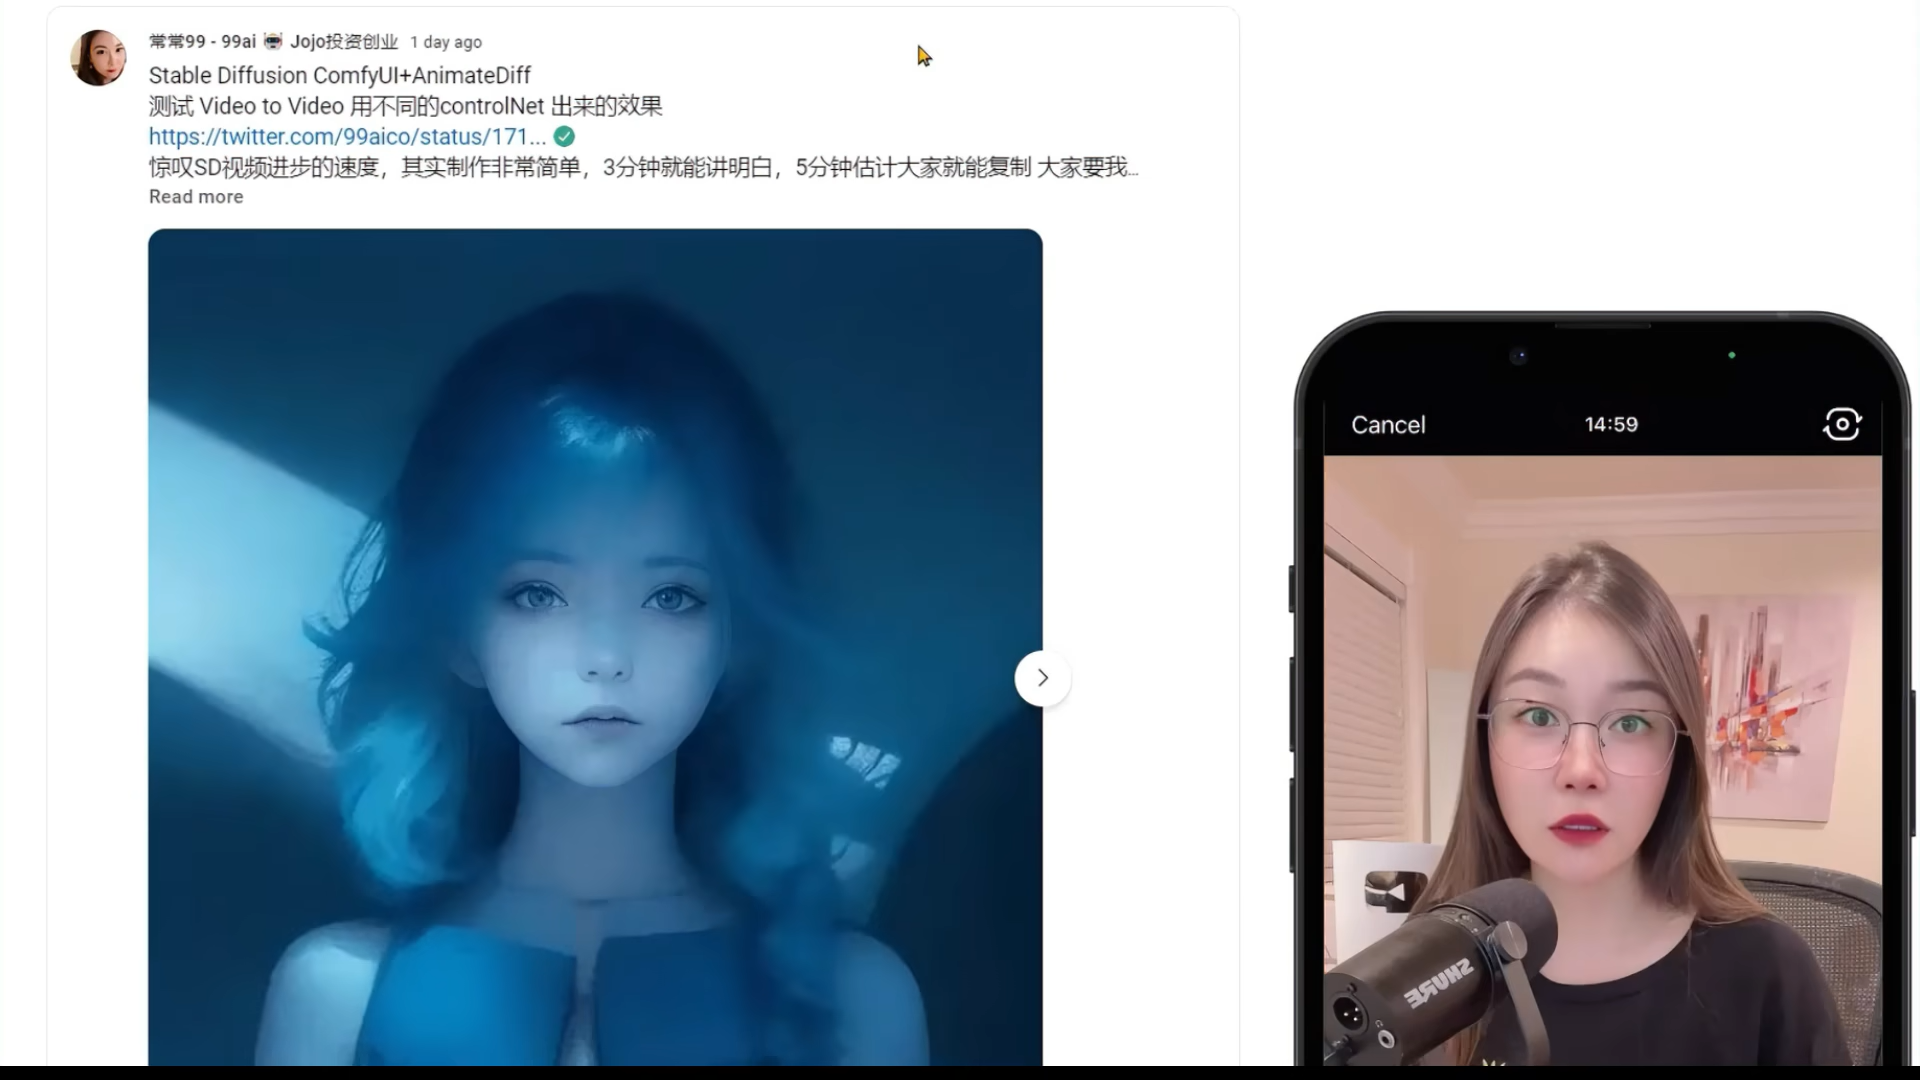 常常99 - 99ai 🤖 Jojo投资创业 1 day ago
Stable Diffusion ComfyUI+AnimateDiff
测试 Video to Video 用不同的controlNet 出来的效果
https://twitter.com/99aico/status/171...
惊叹SD视频进步的速度，其实制作非常简单，3分钟就能讲明白，5分钟估计大家就能复制 大家要我...
Read more
Cancel
14:59
SHURE